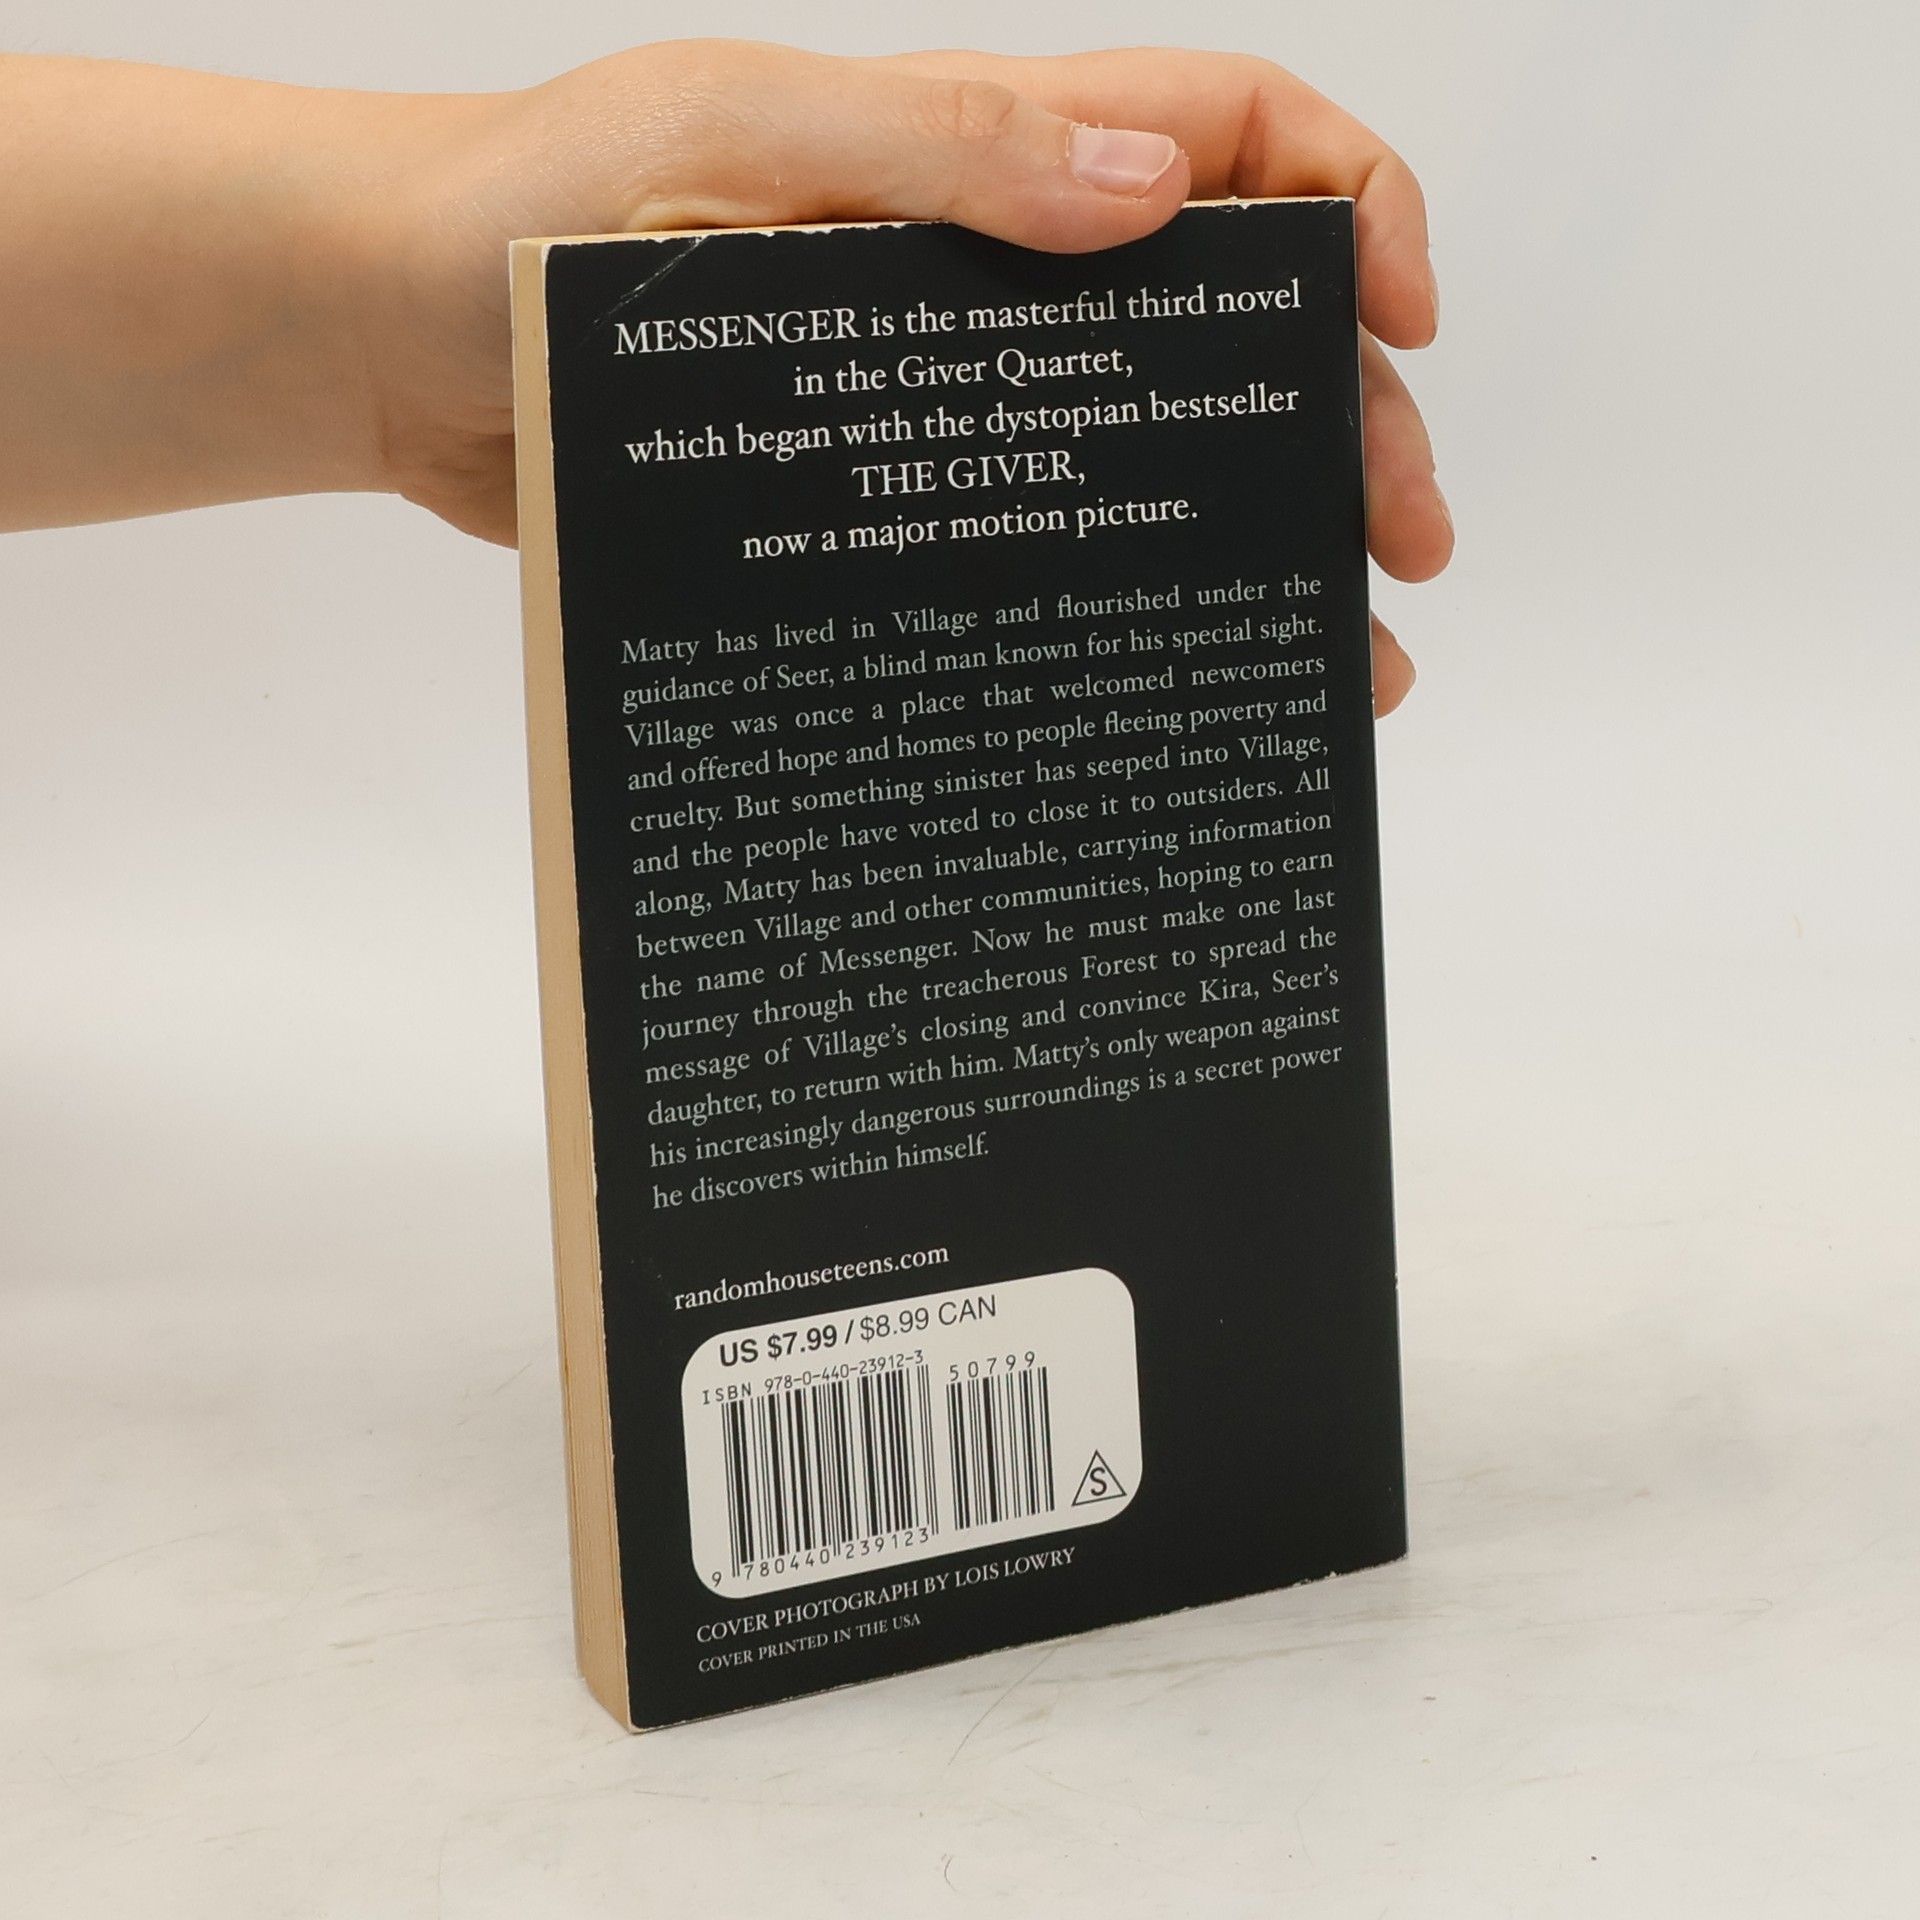 MESSENGER is the masterful third novel
in the Giver Quartet,
which began with the dystopian bestseller
THE GIVER,
now a major motion picture.
Matty has lived in Village and flourished under the
guidance of Seer, a blind man known for his special sight.
Village was once a place that welcomed newcomers
and offered hope and homes to people fleeing poverty and
cruelty. But something sinister has seeped into Village,
and the people have voted to close it to outsiders. All
along, Matty has been invaluable, carrying information
between Village and other communities, hoping to earn
the name of Messenger. Now he must make one last
journey through the treacherous Forest to spread the
message of Village's closing and convince Kira, Seer's
daughter, to return with him. Matty's only weapon against
his increasingly dangerous surroundings is a secret power
he discovers within himself.
randomhouseteens.com
US $7.99 / $8.99 CAN
ISBN 978-0-440-23912-3
50799
S
9 780440 239123
COVER PHOTOGRAPH BY LOIS LOWRY
COVER PRINTED IN THE USA